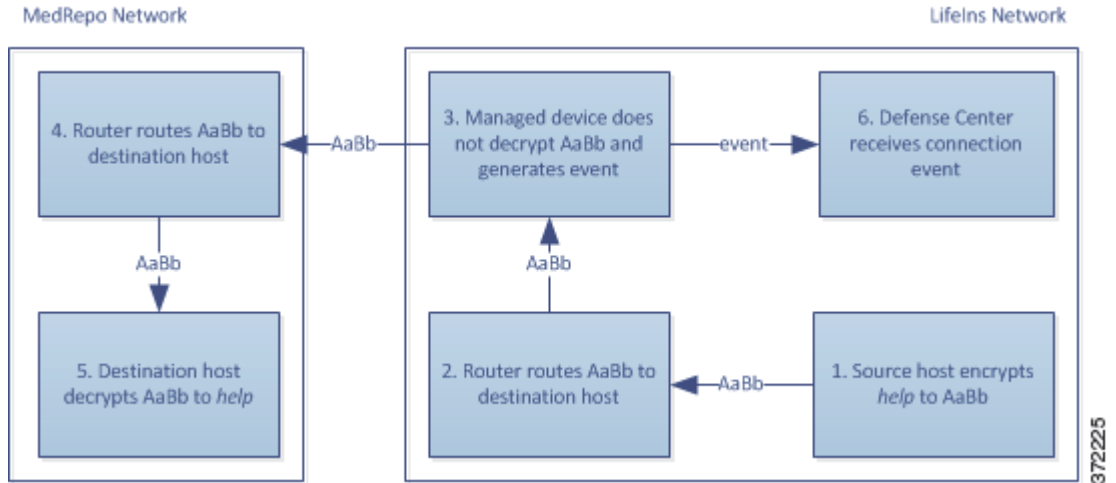 MedRepo Network
LifeIns Network
4. Router routes AaBb to
destination host
AaBb
3. Managed device does
not decrypt AaBb and
generates event
event
6. Defense Center
receives connection
event
AaBb
AaBb
5. Destination host
decrypts AaBb to help
2. Router routes AaBb to
destination host
AaBb
1. Source host encrypts
help to AaBb
372225